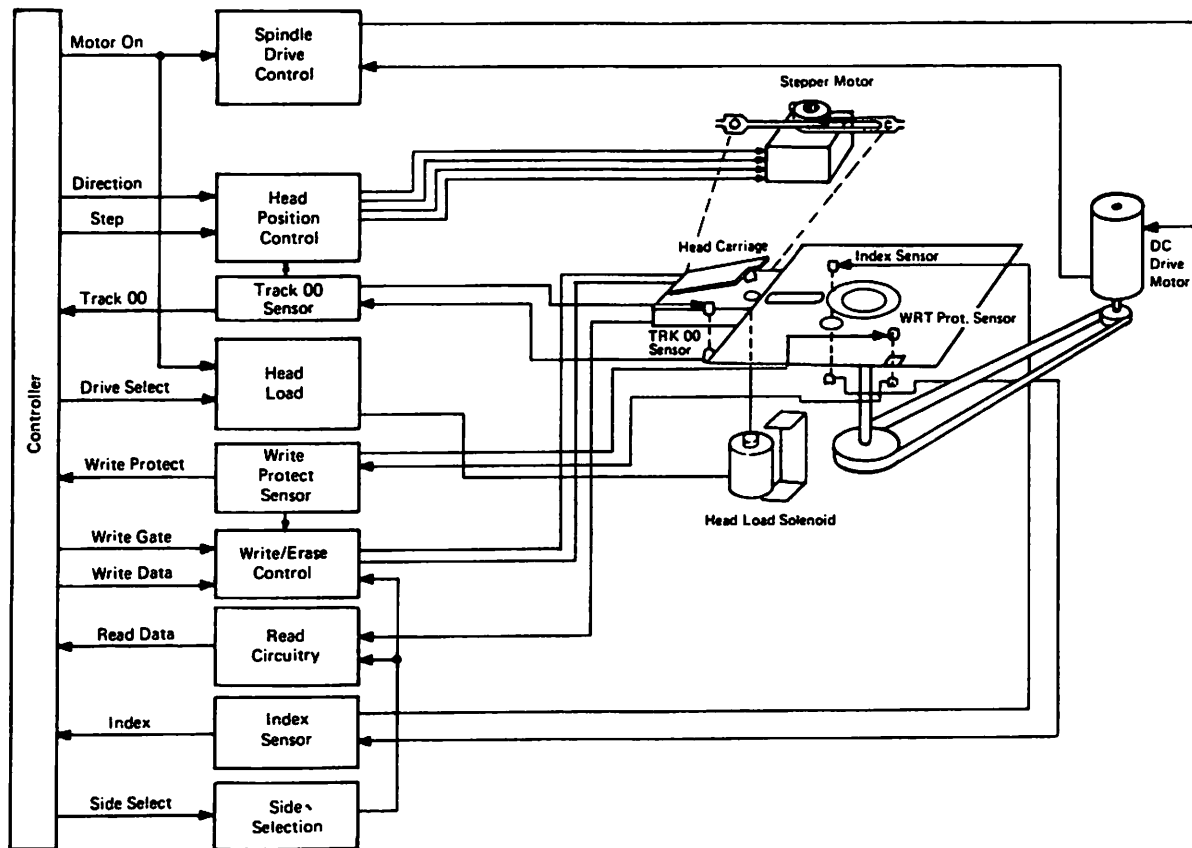 Controller
Motor On
Spindle
Drive
Control
Stepper Motor
Direction
Step
Head
Position
Control
DC
Drive
Motor
Head Carriage
Index Sensor
Track 00
Track 00
Sensor
TRK 00
Sensor
WRT Prot. Sensor
Drive Select
Head
Load
Write Protect
Write
Protect
Sensor
Head Load Solenoid
Write Gate
Write Data
Write/Erase
Control
Read Data
Read
Circuitry
Index
Index
Sensor
Side Select
Side
Selection